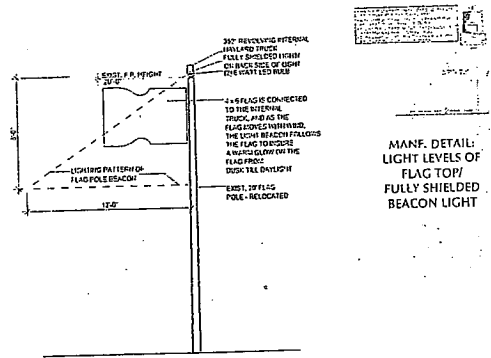 360° REVOLVING INTERNAL
HALYARD TRUCK
FULLY SHIELDED LIGHT
ON BACK SIDE OF LIGHT
WATT LED BULB
EXIST. F.P. HEIGHT
20'-0"
4 x 6 FLAG IS CONNECTED
TO THE INTERNAL
TRUCK, AND AS THE
FLAG MOVES WITH WIND,
THE LIGHT BEACON FOLLOWS
THE FLAG TO INSURE
A WARM GLOW ON THE
FLAG FROM
DUSK TILL DAYLIGHT
LIGHTING PATTERN OF
FLAG POLE BEACON
EXIST. 20' FLAG
POLE - RELOCATED
MANF. DETAIL:
LIGHT LEVELS OF
FLAG TOP/
FULLY SHIELDED
BEACON LIGHT